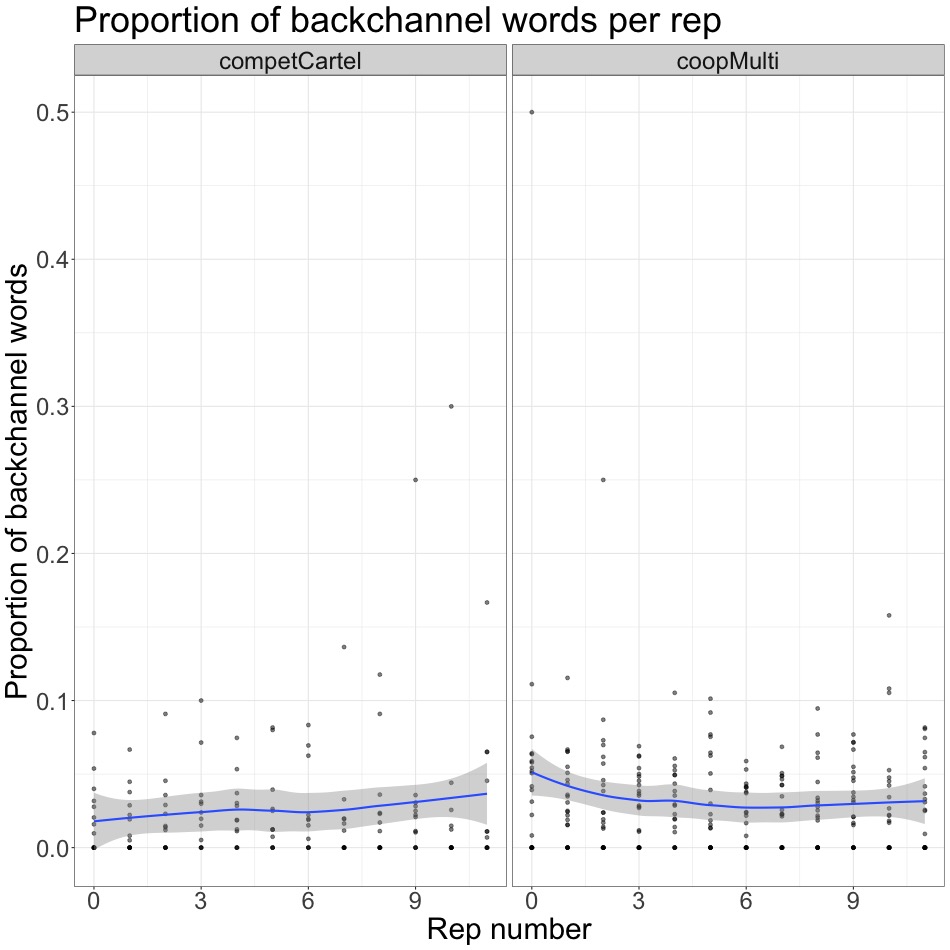 Proportion of backchannel words per rep
competCartel
coopMulti
Proportion of backchannel words
0.5
0.4
0.3
0.2
0.1
0.0
0 3 6 9
0 3 6 9
Rep number